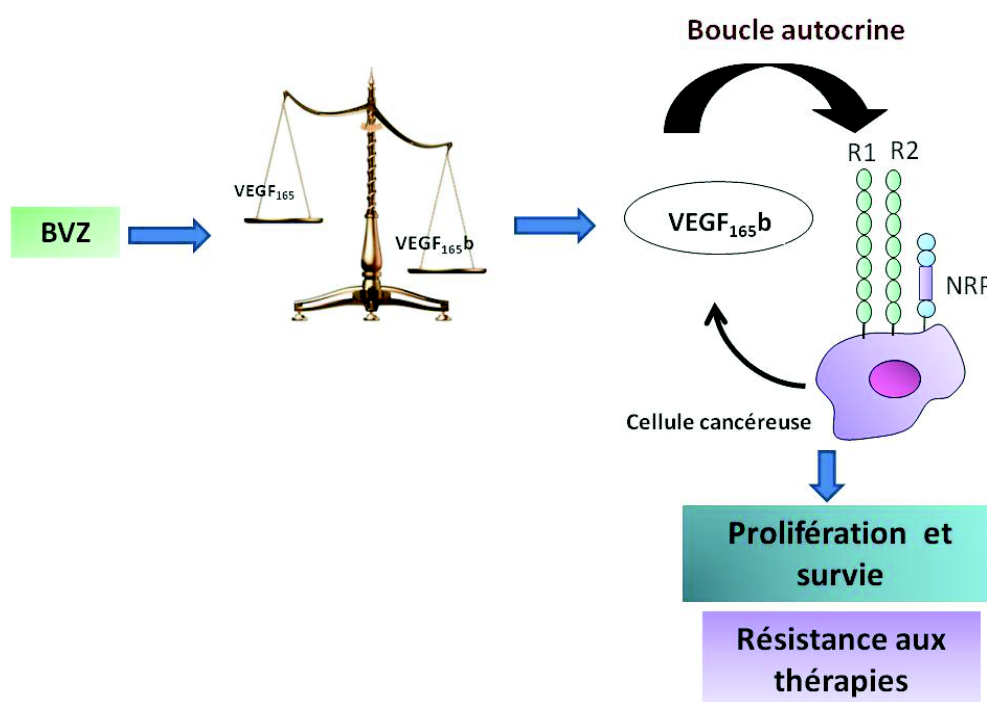 Boucle autocrine
R1 R2
VEGF₁₆₅
BVZ
VEGF₁₆₅b
VEGF₁₆₅b
NRP
Cellule cancéreuse
Prolifération et
survie
Résistance aux
thérapies